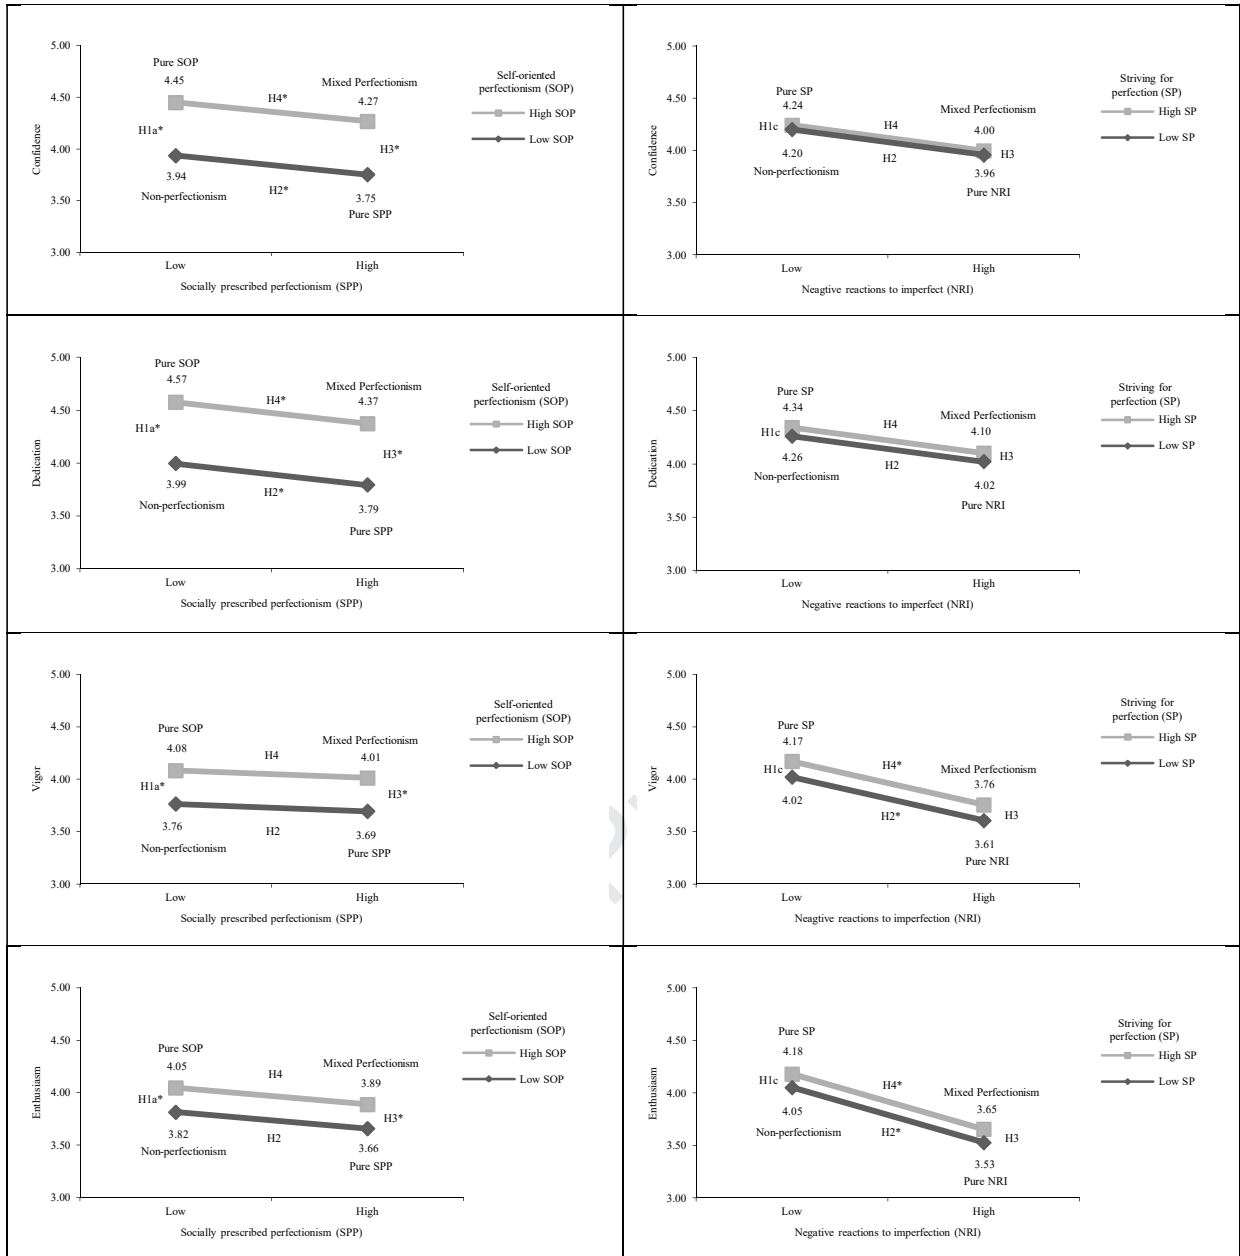 5.00
4.50
4.00
3.50
3.00
Confidence
Pure SOP
4.45
H4*
Mixed Perfectionism
4.27
H1a*
H3*
3.94
Non-perfectionism
H2*
3.75
Pure SPP
Low
High
Socially prescribed perfectionism (SPP)
Self-oriented
perfectionism (SOP)
High SOP
Low SOP
5.00
4.50
4.00
3.50
3.00
Confidence
Pure SP
4.24
H1c
H4
Mixed Perfectionism
4.00
H3
4.20
Non-perfectionism
H2
3.96
Pure NRI
Low
High
Neagtive reactions to imperfect (NRI)
Striving for
perfection (SP)
High SP
Low SP
5.00
4.50
4.00
3.50
3.00
Dedication
Pure SOP
4.57
H4*
Mixed Perfectionism
4.37
H1a*
H3*
3.99
Non-perfectionism
H2*
3.79
Pure SPP
Low
High
Socially prescribed perfectionism (SPP)
Self-oriented
perfectionism (SOP)
High SOP
Low SOP
5.00
4.50
4.00
3.50
3.00
Dedication
Pure SP
4.34
H1c
H4
Mixed Perfectionism
4.10
H3
4.26
Non-perfectionism
H2
4.02
Pure NRI
Low
High
Negative reactions to imperfect (NRI)
Striving for
perfection (SP)
High SP
Low SP
5.00
4.50
4.00
3.50
3.00
Vigor
Pure SOP
4.08
H4
Mixed Perfectionism
4.01
H1a*
H3*
3.76
Non-perfectionism
H2
3.69
Pure SPP
Low
High
Socially prescribed perfectionism (SPP)
Self-oriented
perfectionism (SOP)
High SOP
Low SOP
5.00
4.50
4.00
3.50
3.00
Vigor
Pure SP
4.17
H1c
H4*
Mixed Perfectionism
3.76
H3
4.02
H2*
3.61
Pure NRI
Low
High
Neagtive reactions to imperfection (NRI)
Striving for
perfection (SP)
High SP
Low SP
5.00
4.50
4.00
3.50
3.00
Enthusiasm
Pure SOP
4.05
H4
Mixed Perfectionism
3.89
H1a*
H3*
3.82
Non-perfectionism
H2
3.66
Pure SPP
Low
High
Socially prescribed perfectionism (SPP)
Self-oriented
perfectionism (SOP)
High SOP
Low SOP
5.00
4.50
4.00
3.50
3.00
Enthusiasm
Pure SP
4.18
H1c
H4*
Mixed Perfectionism
3.65
H3
4.05
Non-perfectionism
H2*
3.53
Pure NRI
Low
High
Negative reactions to imperfection (NRI)
Striving for
perfection (SP)
High SP
Low SP